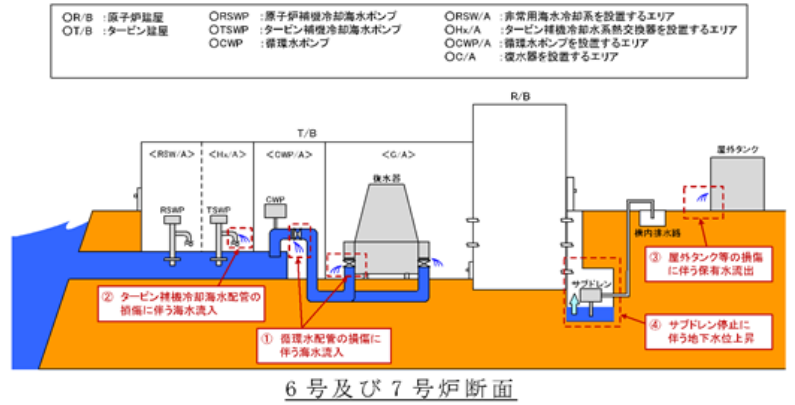 ○R/B ：原子炉建屋
○T/B ：タービン建屋
○RSWP ：原子炉補機冷却海水ポンプ
○TSWP ：タービン補機冷却海水ポンプ
○CWP ：循環水ポンプ
○RSW/A ：非常用海水冷却系を設置するエリア
○Hx/A ：タービン補機冷却水系熱交換器を設置するエリア
○CWP/A ：循環水ポンプを設置するエリア
○C/A ：復水器を設置するエリア
R/B
T/B
<RSW/A>
<Hx/A>
<CWP/A>
<C/A>
屋外タンク
復水器
RSWP
TSWP
CWP
構内排水路
サブドレン
③ 屋外タンク等の損傷
に伴う保有水流出
② タービン補機冷却海水配管の
損傷に伴う海水流入
① 循環水配管の損傷に
伴う海水流入
④ サブドレン停止に
伴う地下水位上昇
6号及び7号炉断面